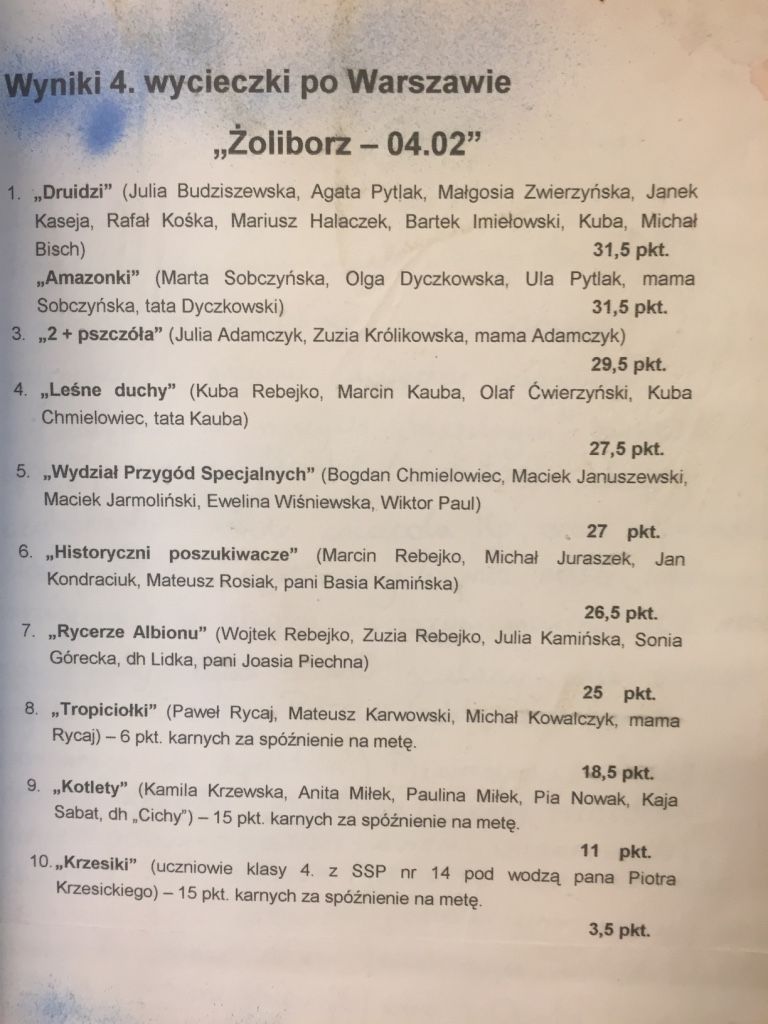 Wyniki 4. wycieczki po Warszawie
„Żoliborz – 04.02”
1. „Druidzi” (Julia Budziszewska, Agata Pytlak, Małgosia Zwierzyńska, Janek
Kaseja, Rafał Kośka, Mariusz Halaczek, Bartek Imiełowski, Kuba, Michał
Bisch) 31,5 pkt.
„Amazonki” (Marta Sobczyńska, Olga Dyczkowska, Ula Pytlak, mama
Sobczyńska, tata Dyczkowski) 31,5 pkt.
3. „2 + pszczóła” (Julia Adamczyk, Zuzia Królikowska, mama Adamczyk)
29,5 pkt.
4. „Leśne duchy” (Kuba Rebejko, Marcin Kauba, Olaf Ćwierzyński, Kuba
Chmielowiec, tata Kauba)
27,5 pkt.
5. „Wydział Przygód Specjalnych” (Bogdan Chmielowiec, Maciek Januszewski,
Maciek Jarmoliński, Ewelina Wiśniewska, Wiktor Paul)
27 pkt.
6. „Historyczni poszukiwacze” (Marcin Rebejko, Michał Juraszek, Jan
Kondraciuk, Mateusz Rosiak, pani Basia Kamińska)
26,5 pkt.
7. „Rycerze Albionu” (Wojtek Rebejko, Zuzia Rebejko, Julia Kamińska, Sonia
Górecka, dh Lidka, pani Joasia Piechna)
25 pkt.
8. „Tropiciołki” (Paweł Rycaj, Mateusz Karwowski, Michał Kowalczyk, mama
Rycaj) – 6 pkt. karnych za spóźnienie na metę.
18,5 pkt.
9. „Kotlety” (Kamila Krzewska, Anita Miłek, Paulina Miłek, Pia Nowak, Kaja
Sabat, dh „Cichy”) – 15 pkt. karnych za spóźnienie na metę.
11 pkt.
10. „Krzesiki” (uczniowie klasy 4. z SSP nr 14 pod wodzą pana Piotra
Krzesickiego) – 15 pkt. karnych za spóźnienie na metę.
3,5 pkt.